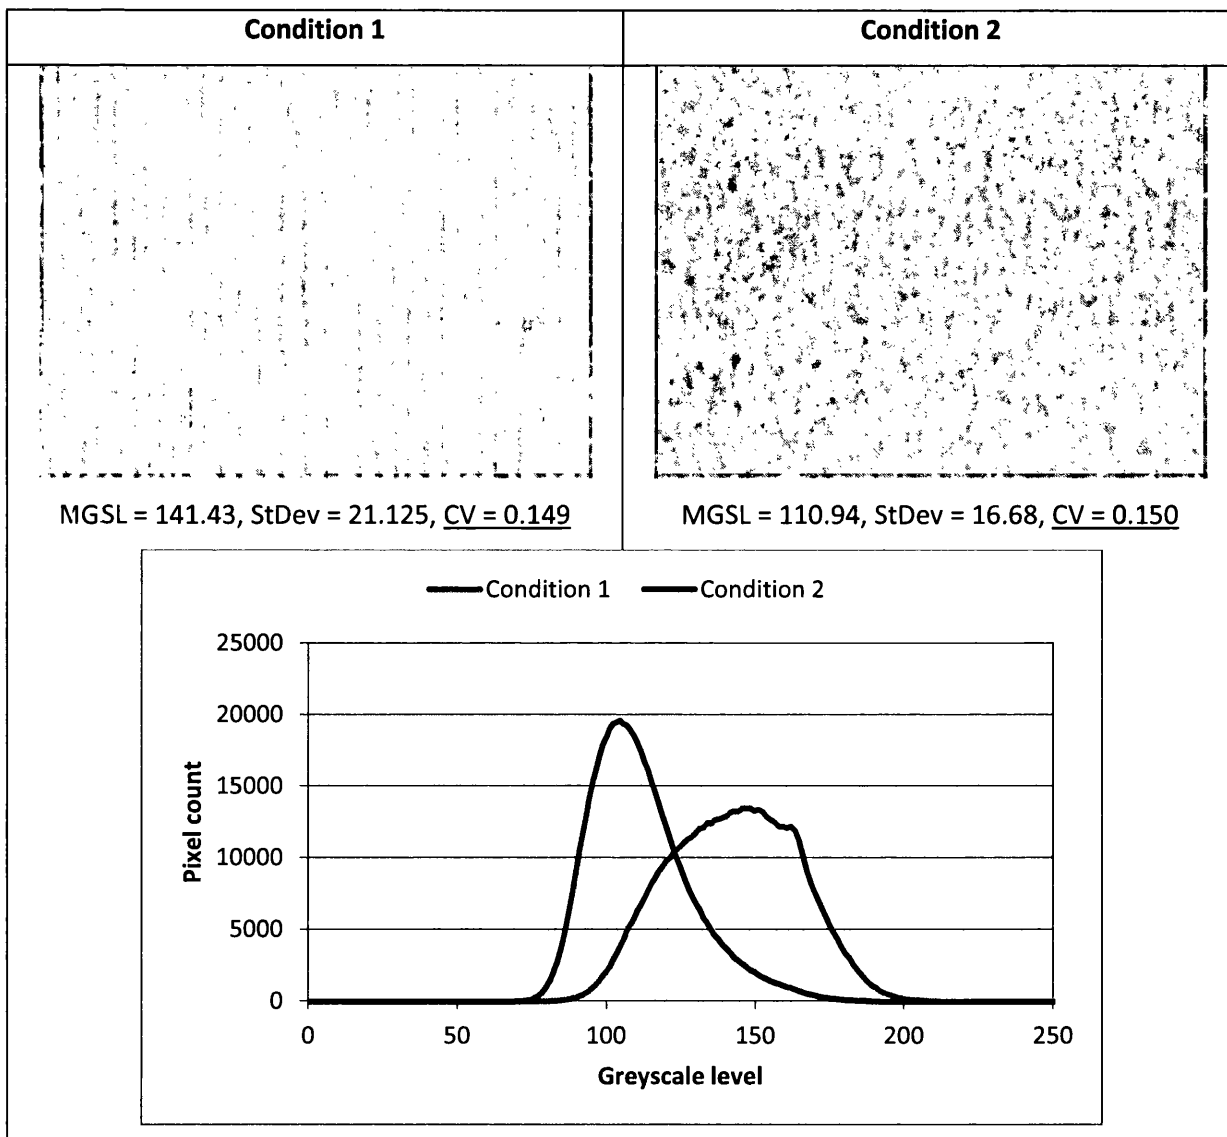 Condition 1
Condition 2
MGSL = 141.43, StDev = 21.125, CV = 0.149
MGSL = 110.94, StDev = 16.68, CV = 0.150
Condition 1 Condition 2
25000
20000
15000
10000
5000
0
Pixel count
0 50 100 150 200 250
Greyscale level